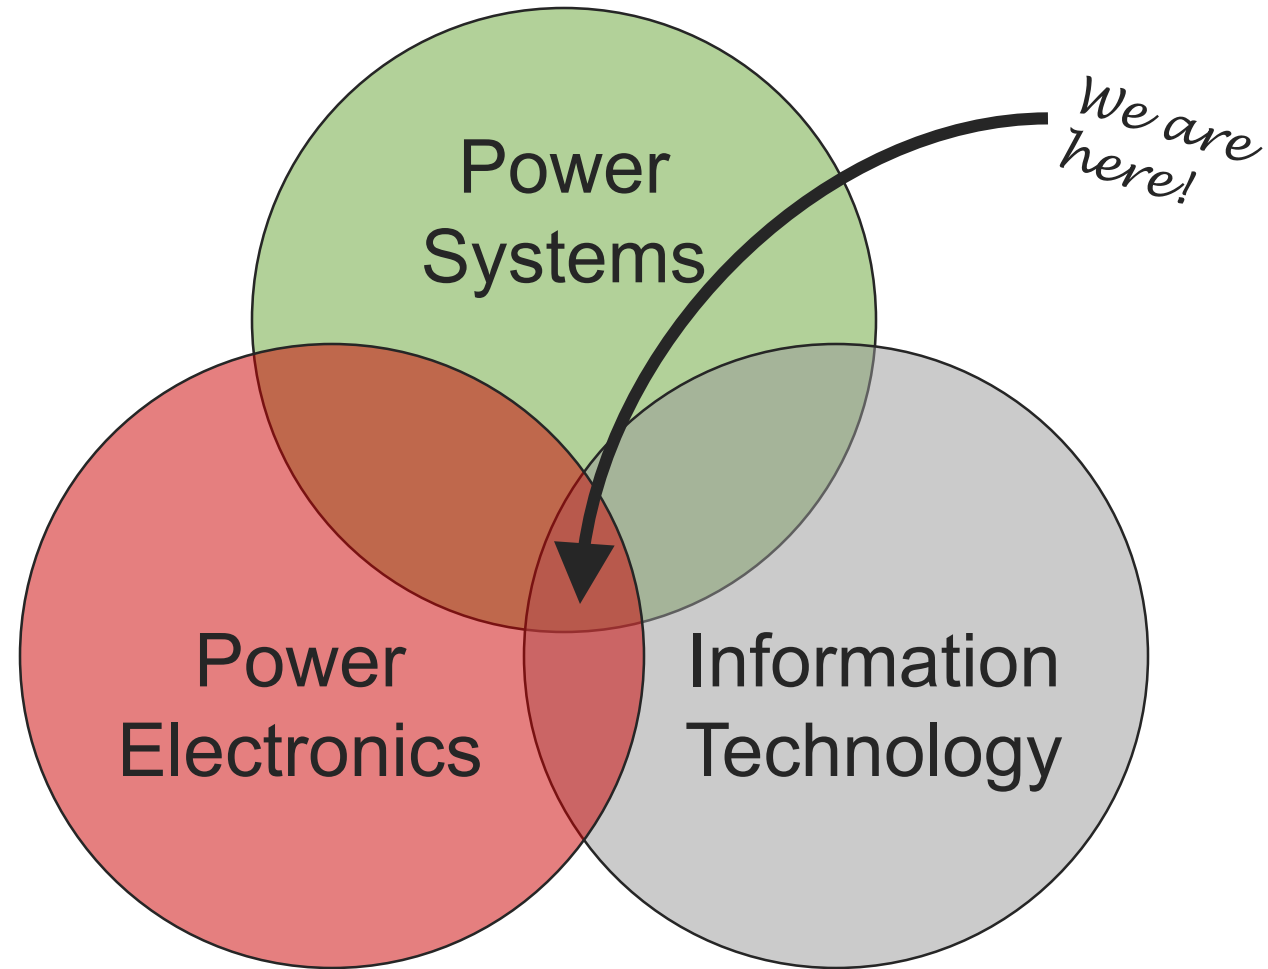 We are
here!
Power
Systems
Power
Electronics
Information
Technology